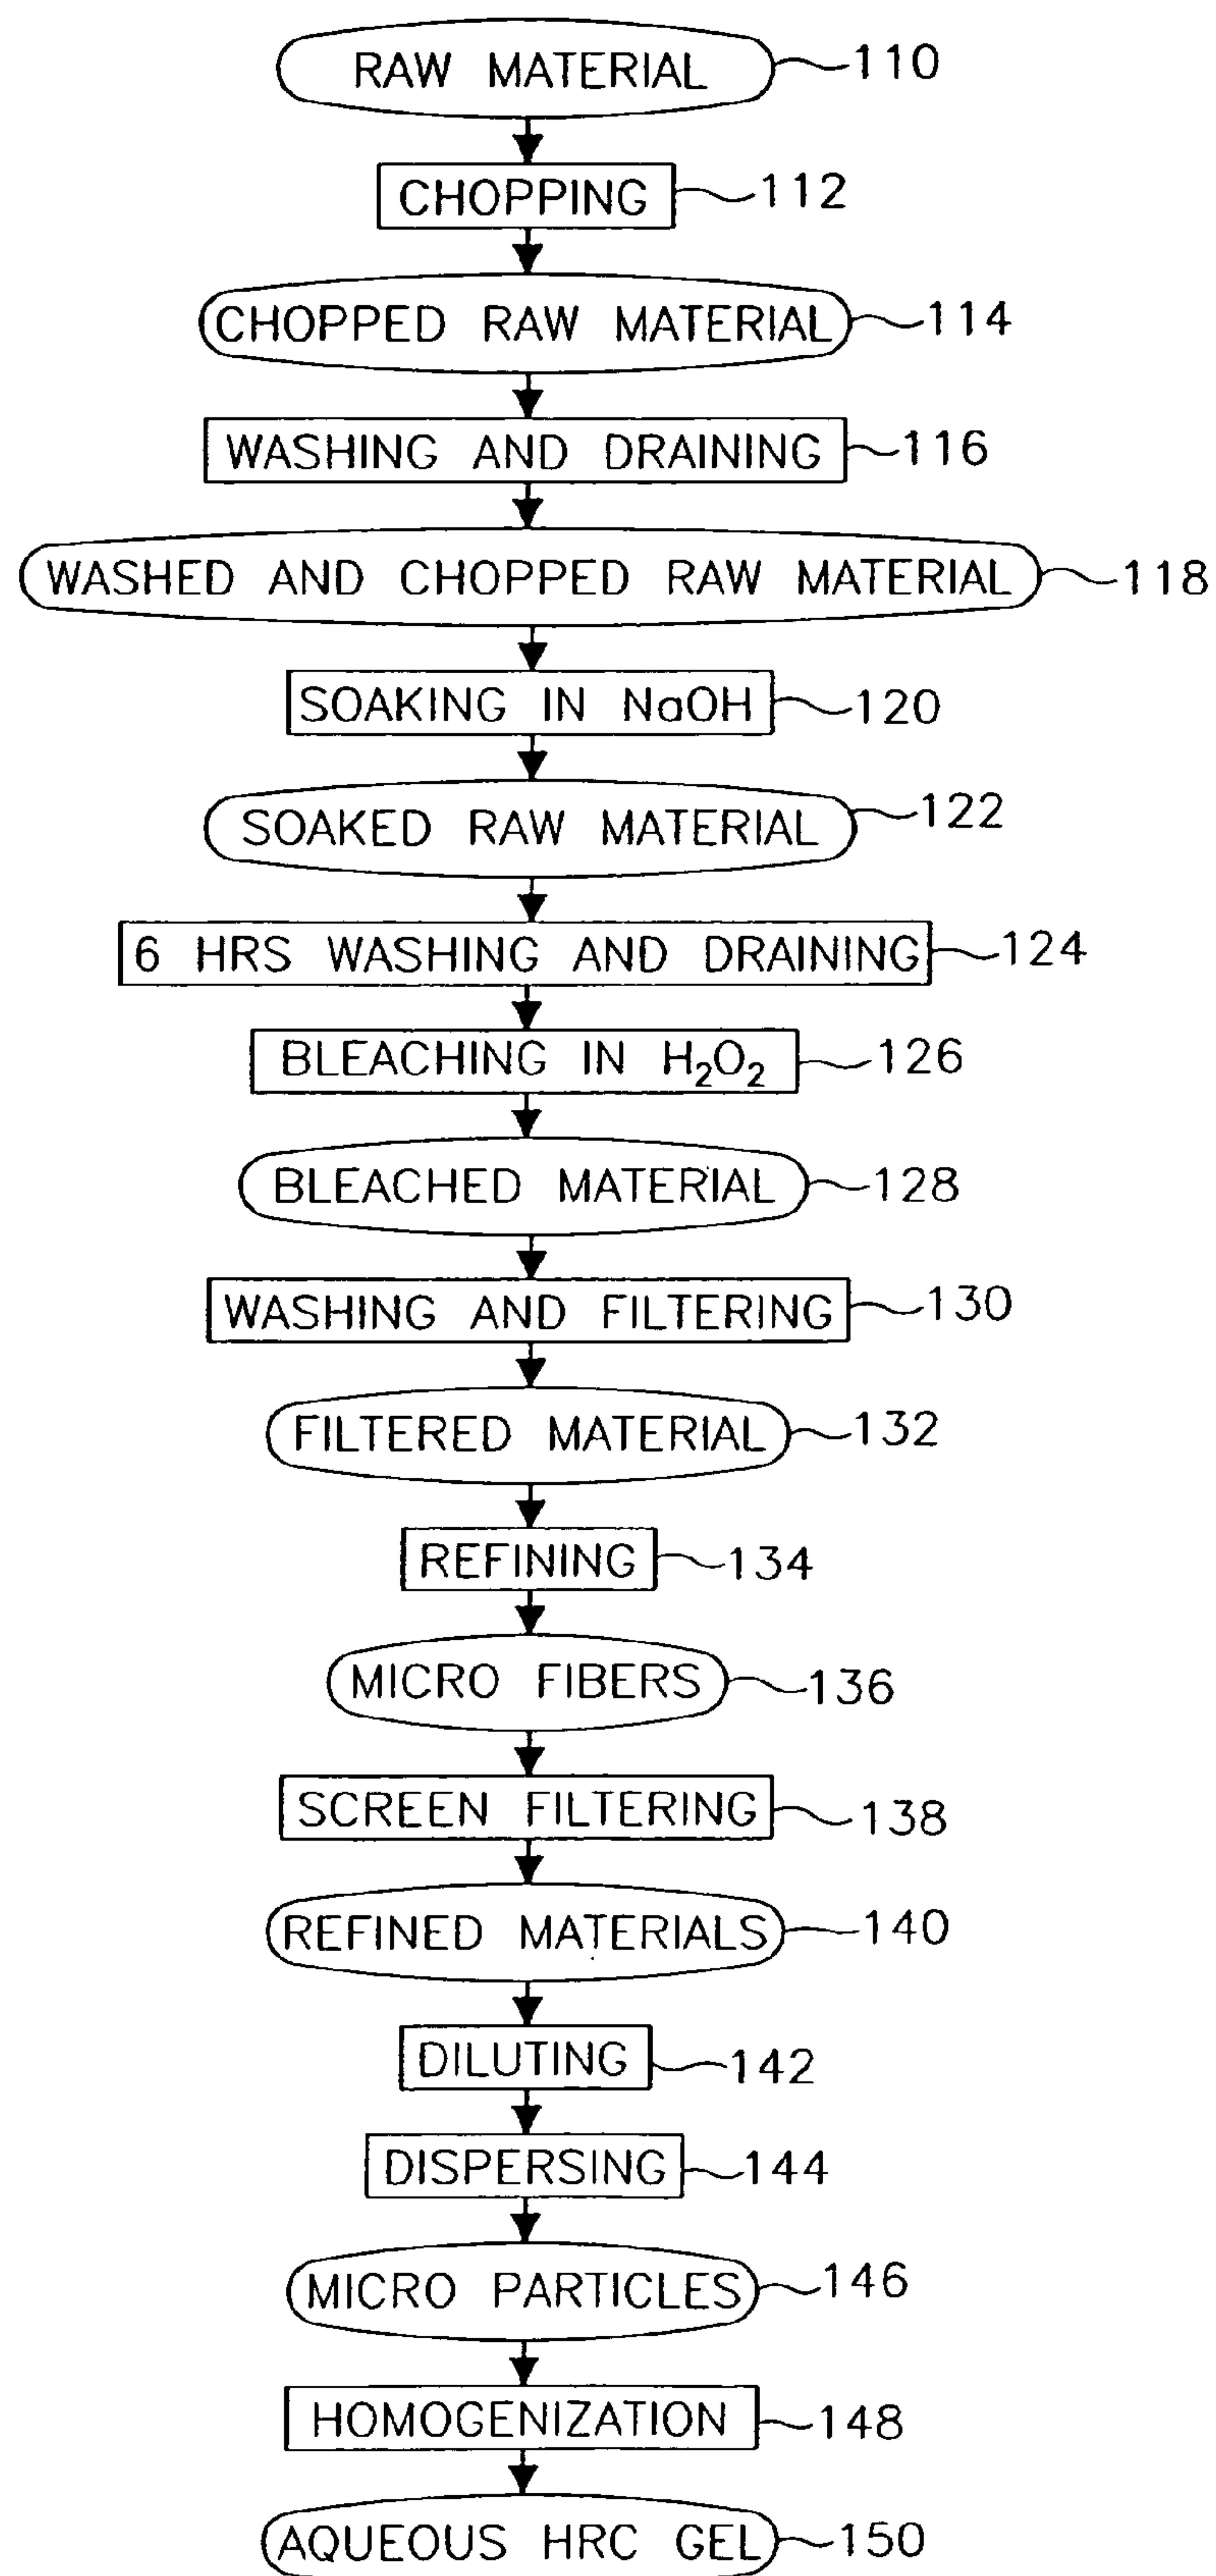 RAW MATERIAL 110
CHOPPING 112
CHOPPED RAW MATERIAL 114
WASHING AND DRAINING 116
WASHED AND CHOPPED RAW MATERIAL 118
SOAKING IN NaOH 120
SOAKED RAW MATERIAL 122
6 HRS WASHING AND DRAINING 124
BLEACHING IN H₂O₂ 126
BLEACHED MATERIAL 128
WASHING AND FILTERING 130
FILTERED MATERIAL 132
REFINING 134
MICRO FIBERS 136
SCREEN FILTERING 138
REFINED MATERIALS 140
DILUTING 142
DISPERSING 144
MICRO PARTICLES 146
HOMOGENIZATION 148
AQUEOUS HRC GEL 150